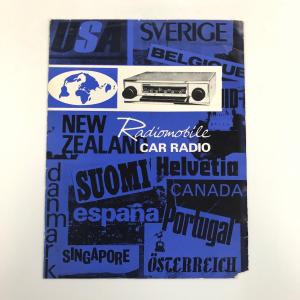 USA
SVERIGE
BELGIQUE
NEW
ZEALAND
Radiomobile
CAR RADIO
SUOMI
Helvetia
CANADA
danmark
españa
Portugal
SINGAPORE
ÖSTERREICH